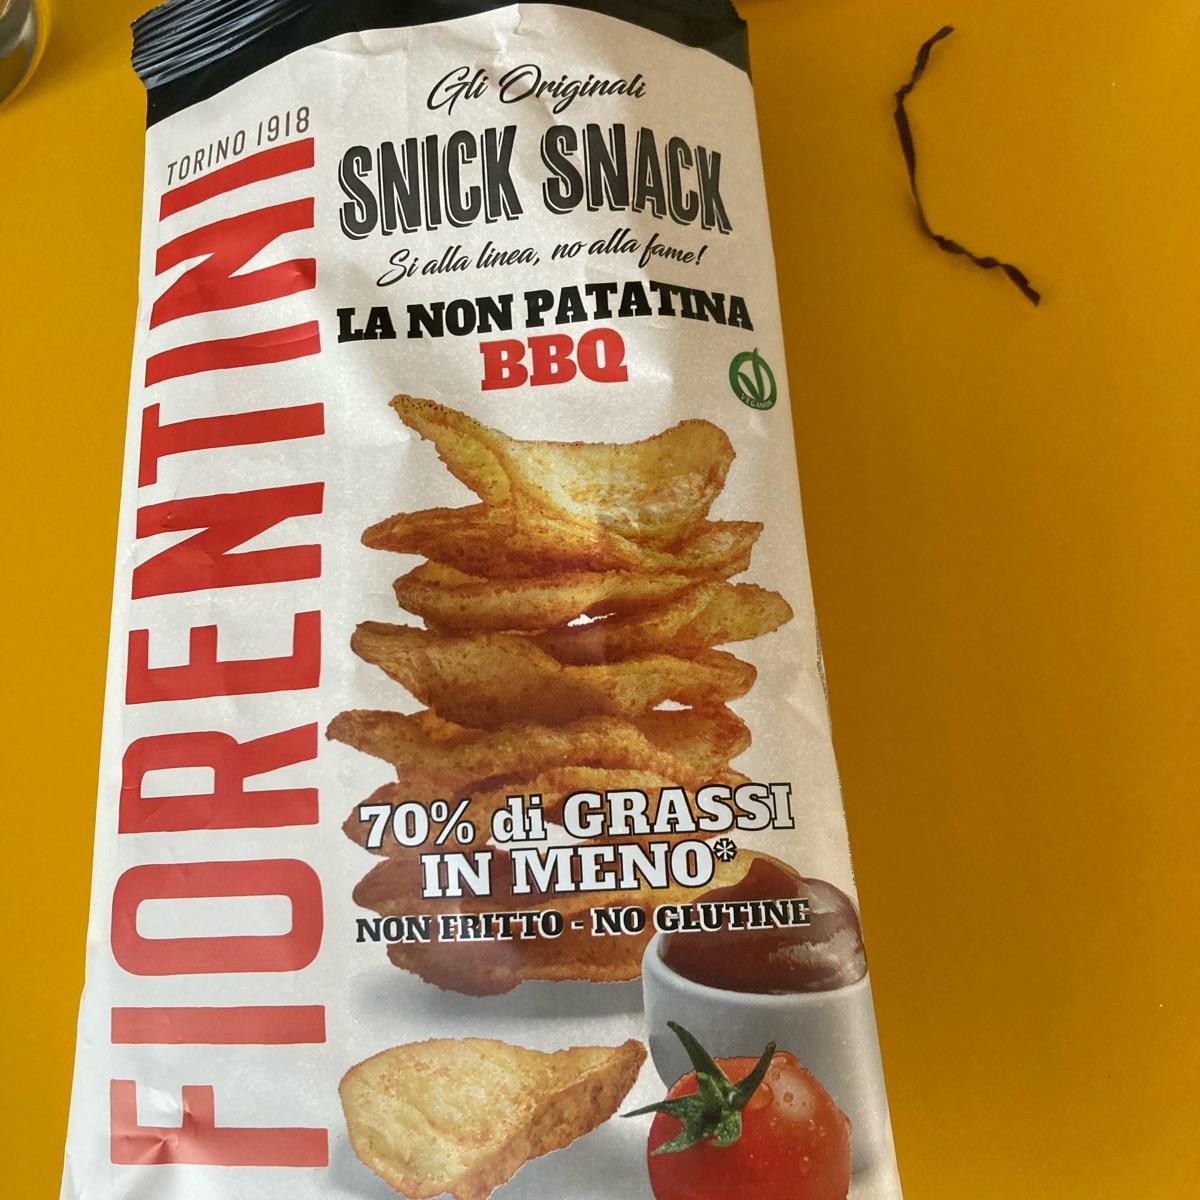 Gli Originali
TORINO 1918
FIORENTINI
SNICK SNACK
Si alla linea, no alla fame!
LA NON PATATINA
BBQ
VEGANOK
70% di GRASSI
IN MENO*
NON FRITTO - NO GLUTINE